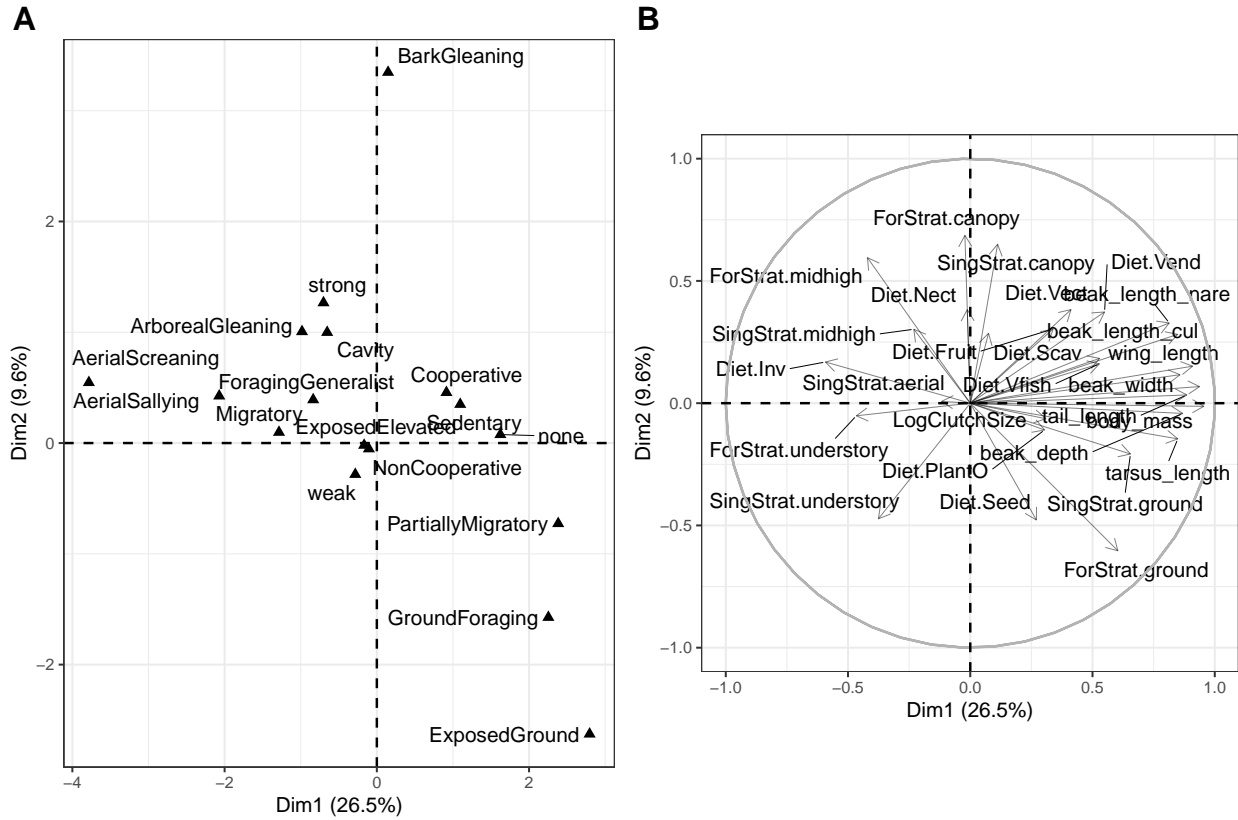 A
BarkGleaning
strong
ArborealGleaning
Cavity
AerialScreaning
ForagingGeneralist
Cooperative
AerialSallying
Migratory
ExposedElevated
Sedentary
none
NonCooperative
weak
PartiallyMigratory
GroundForaging
ExposedGround
2
0
−2
−4
−2
0
2
Dim1 (26.5%)
Dim2 (9.6%)
B
ForStrat.canopy
SingStrat.canopy
Diet.Vend
ForStrat.midhigh
Diet.Nect
Diet.Vect
beak_length_nare
SingStrat.midhigh
beak_length_cul
Diet.Fruit
Diet.Scav
wing_length
Diet.Inv
SingStrat.aerial
Diet.Vfish
beak_width
LogClutchSize
tail_length
body_mass
ForStrat.understory
beak_depth
Diet.PlantO
tarsus_length
SingStrat.understory
Diet.Seed
SingStrat.ground
ForStrat.ground
1.0
0.5
0.0
−0.5
−1.0
−1.0
−0.5
0.0
0.5
1.0
Dim1 (26.5%)
Dim2 (9.6%)